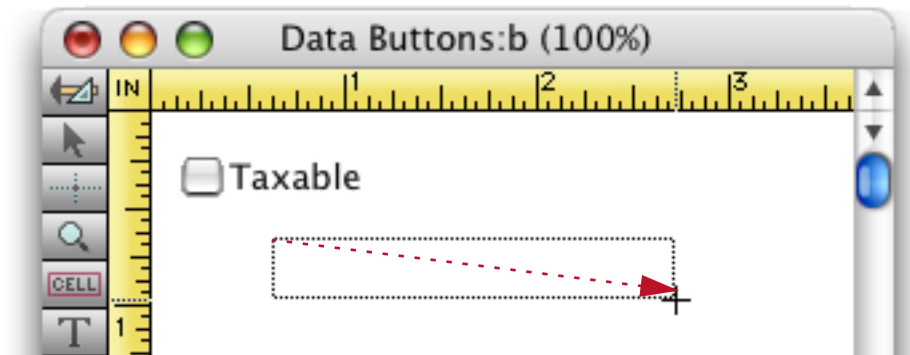 Data Buttons:b (100%)
IN 1 2 3
Taxable
CELL
T 1